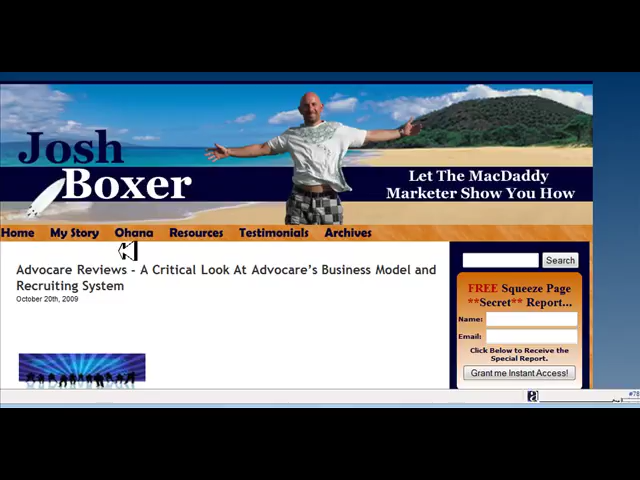 Josh
Boxer
Let The MacDaddy
Marketer Show You How
Home My Story Ohana Resources Testimonials Archives
Advocare Reviews - A Critical Look At Advocare's Business Model and
Recruiting System
October 20th, 2009
Search
FREE Squeeze Page
**Secret** Report...
Name:
Email:
Click Below to Receive the
Special Report.
Grant me Instant Access!
#78